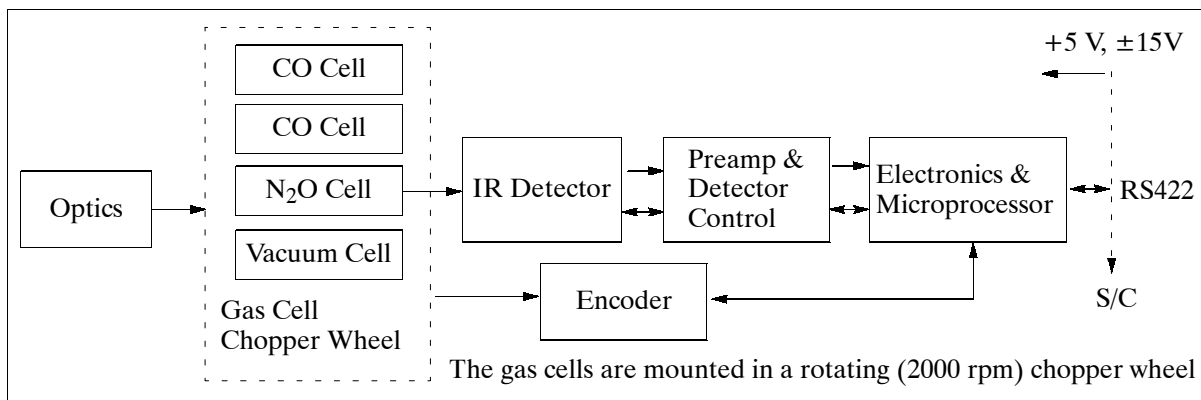 +5 V, ±15V
CO Cell
CO Cell
N₂O Cell
Vacuum Cell
Gas Cell
Chopper Wheel
Optics
IR Detector
Preamp &
Detector
Control
Electronics &
Microprocessor
RS422
S/C
Encoder
The gas cells are mounted in a rotating (2000 rpm) chopper wheel